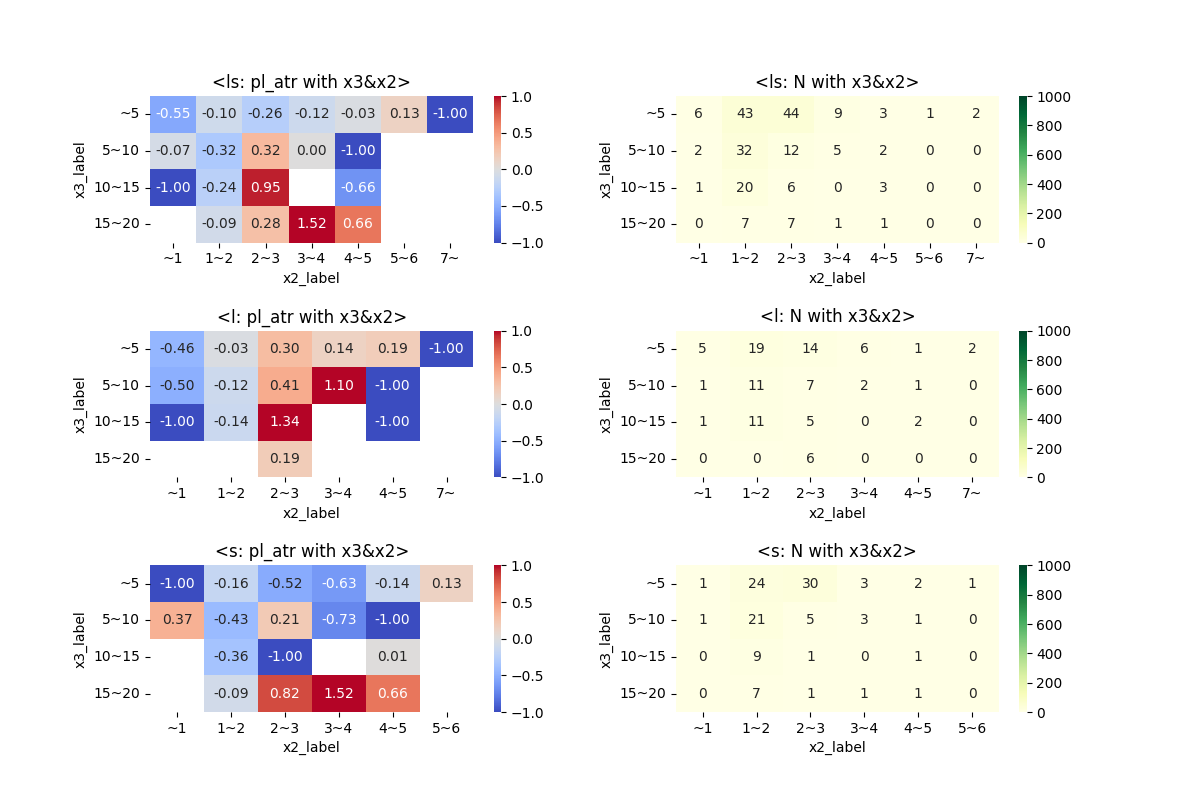 <ls: pl_atr with x3&x2>
x3_label
~5 -0.55 -0.10 -0.26 -0.12 -0.03 0.13 -1.00
5~10 -0.07 -0.32 0.32 0.00 -1.00
10~15 -1.00 -0.24 0.95 -0.66
15~20 -0.09 0.28 1.52 0.66
~1 1~2 2~3 3~4 4~5 5~6 7~
x2_label
1.0
0.5
0.0
−0.5
−1.0
<ls: N with x3&x2>
x3_label
~5 6 43 44 9 3 1 2
5~10 2 32 12 5 2 0 0
10~15 1 20 6 0 3 0 0
15~20 0 7 7 1 1 0 0
~1 1~2 2~3 3~4 4~5 5~6 7~
x2_label
1000
800
600
400
200
0
<l: pl_atr with x3&x2>
x3_label
~5 -0.46 -0.03 0.30 0.14 0.19 -1.00
5~10 -0.50 -0.12 0.41 1.10 -1.00
10~15 -1.00 -0.14 1.34 -1.00
15~20 0.19
~1 1~2 2~3 3~4 4~5 7~
x2_label
1.0
0.5
0.0
−0.5
−1.0
<l: N with x3&x2>
x3_label
~5 5 19 14 6 1 2
5~10 1 11 7 2 1 0
10~15 1 11 5 0 2 0
15~20 0 0 6 0 0 0
~1 1~2 2~3 3~4 4~5 7~
x2_label
1000
800
600
400
200
0
<s: pl_atr with x3&x2>
x3_label
~5 -1.00 -0.16 -0.52 -0.63 -0.14 0.13
5~10 0.37 -0.43 0.21 -0.73 -1.00
10~15 -0.36 -1.00 0.01
15~20 -0.09 0.82 1.52 0.66
~1 1~2 2~3 3~4 4~5 5~6
x2_label
1.0
0.5
0.0
−0.5
−1.0
<s: N with x3&x2>
x3_label
~5 1 24 30 3 2 1
5~10 1 21 5 3 1 0
10~15 0 9 1 0 1 0
15~20 0 7 1 1 1 0
~1 1~2 2~3 3~4 4~5 5~6
x2_label
1000
800
600
400
200
0